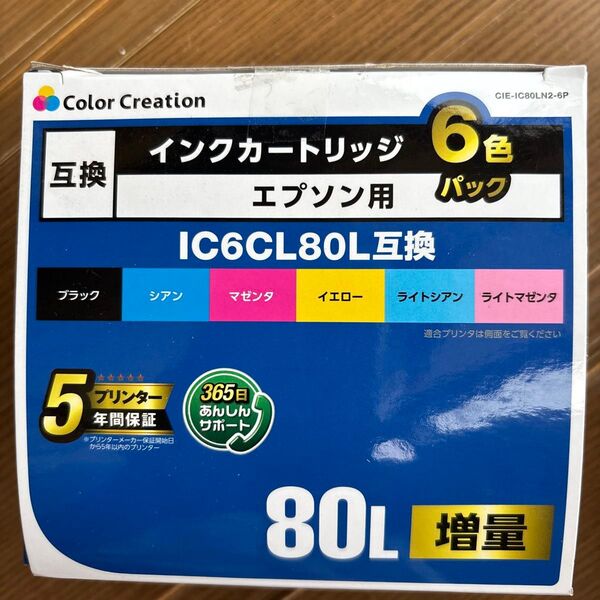 Color Creation
CIE-IC80LN2-6P
互換
インクカートリッジ
エプソン用
6色
パック
IC6CL80L互換
ブラック
シアン
マゼンタ
イエロー
ライトシアン
ライトマゼンタ
適合プリンタは側面をご覧ください
5年間保証
プリンター
※プリンターメーカー保証開始日
から5年以内のプリンター
365日
あんしん
サポート
80L
増量